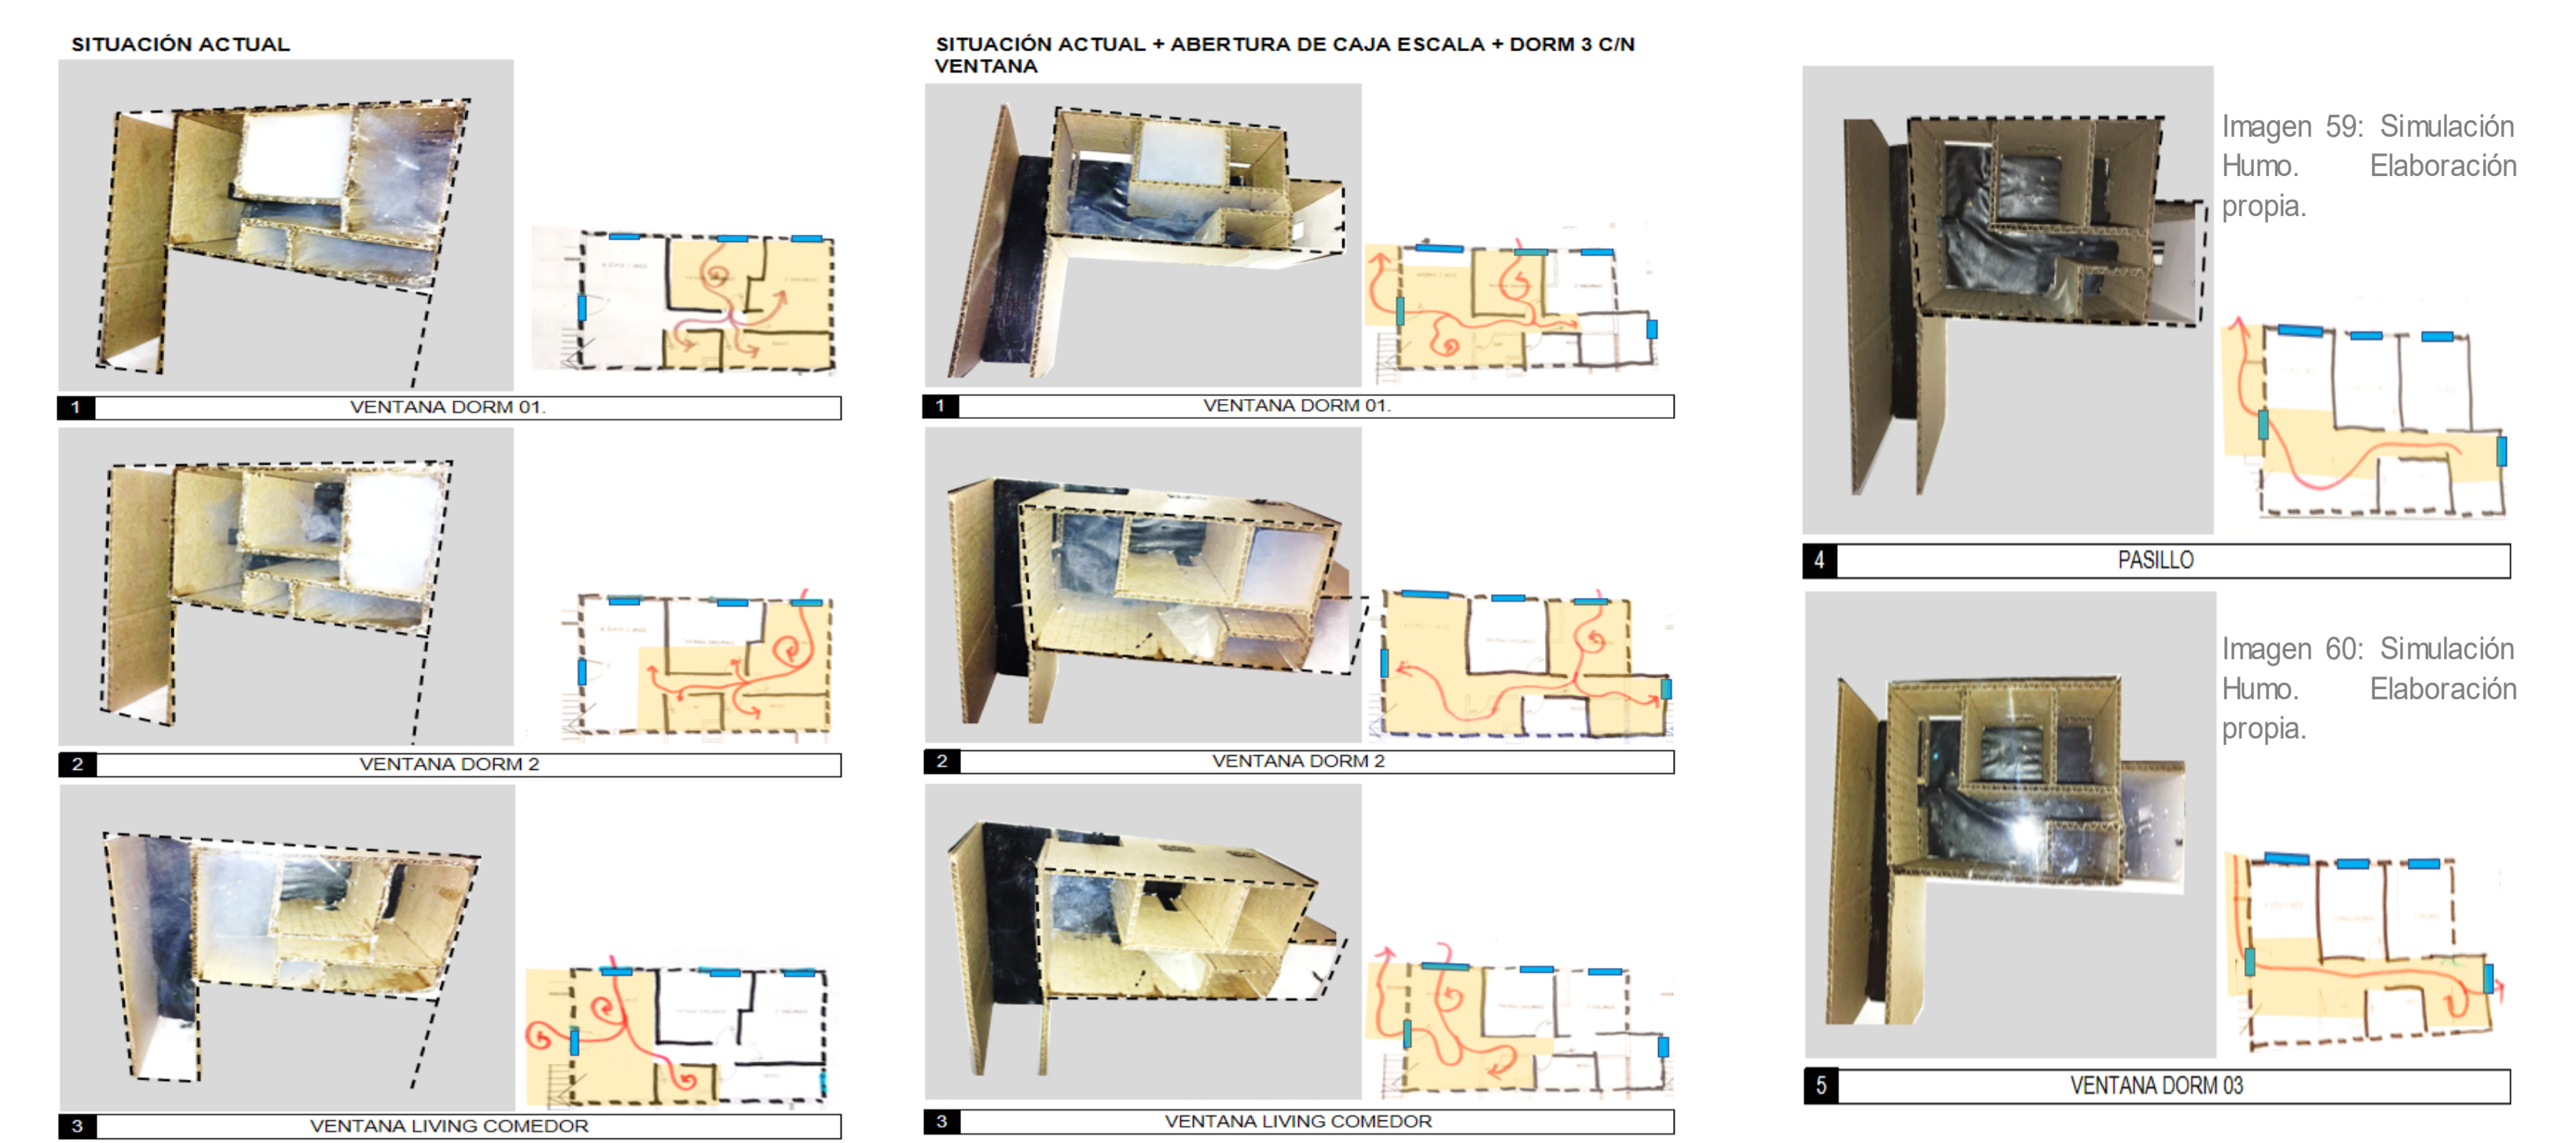 SITUACIÓN ACTUAL
1 VENTANA DORM 01.
2 VENTANA DORM 2
3 VENTANA LIVING COMEDOR
SITUACIÓN ACTUAL + ABERTURA DE CAJA ESCALA + DORM 3 C/N
VENTANA
1 VENTANA DORM 01.
2 VENTANA DORM 2
3 VENTANA LIVING COMEDOR
Imagen 59: Simulación
Humo. Elaboración
propia.
4 PASILLO
Imagen 60: Simulación
Humo. Elaboración
propia.
5 VENTANA DORM 03